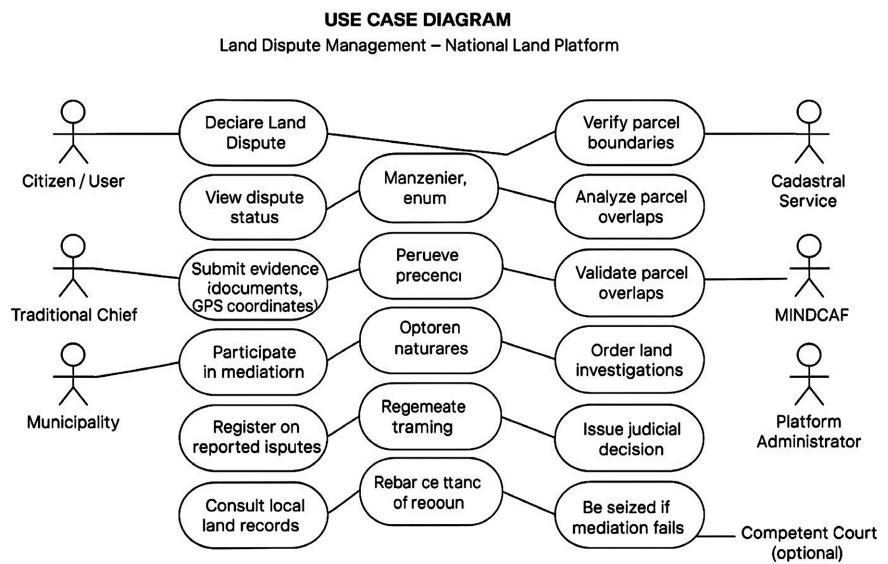 USE CASE DIAGRAM
Land Dispute Management – National Land Platform
Citizen / User
Declare Land
Dispute
Verify parcel
boundaries
Cadastral
Service
View dispute
status
Manzenier,
enum
Analyze parcel
overlaps
Traditional Chief
Submit evidence
(documents,
GPS coordinates)
Perueve
precencı
Validate parcel
overlaps
MINDCAF
Municipality
Participate
in mediatiorn
Optoren
naturares
Order land
investigations
Platform
Administrator
Register on
reported isputes
Regemeate
traming
Issue judicial
decision
Consult local
land records
Rebar ce ttanc
of reooun
Be seized if
mediation fails
Competent Court
(optional)